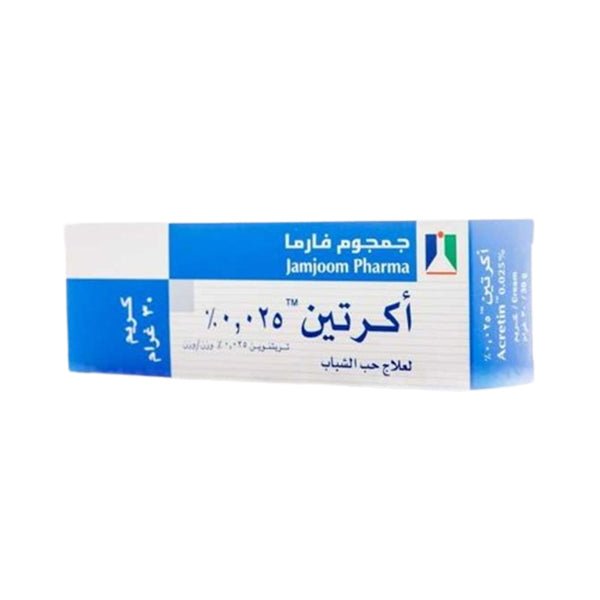 جمجوم فارما
Jamjoom Pharma
أكرتين™ ٠,٠٢٥٪
تريتنوين ٠,٠٢٥٪ وزن/وزن
لعلاج حب الشباب
كريم
٣٠ غرام
أكرتين™ ٠,٠٢٥٪
Acretin™ 0.025%
كريم / Cream
٣٠ غرام / 30 g